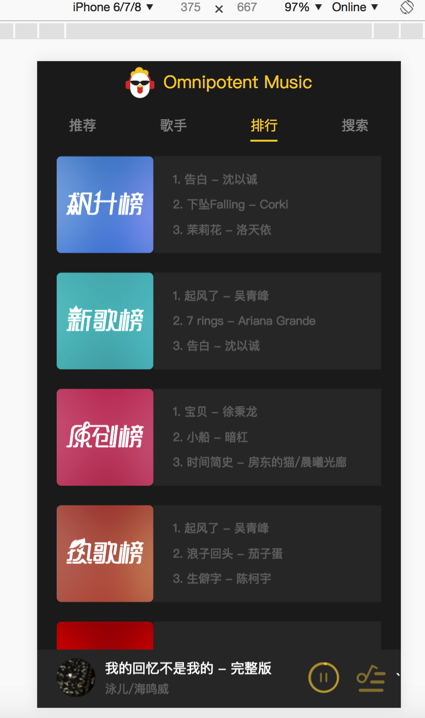 iPhone 6/7/8 ▼ 375 × 667 97% ▼ Online ▼
Omnipotent Music
推荐 歌手 排行 搜索
飙升榜
1. 告白 - 沈以诚
2. 下坠Falling - Corki
3. 茉莉花 - 洛天依
新歌榜
1. 起风了 - 吴青峰
2. 7 rings - Ariana Grande
3. 告白 - 沈以诚
原创榜
1. 宝贝 - 徐秉龙
2. 小船 - 暗杠
3. 时间简史 - 房东的猫/晨曦光廊
热歌榜
1. 起风了 - 吴青峰
2. 浪子回头 - 茄子蛋
3. 生僻字 - 陈柯宇
我的回忆不是我的 - 完整版
泳儿/海鸣威